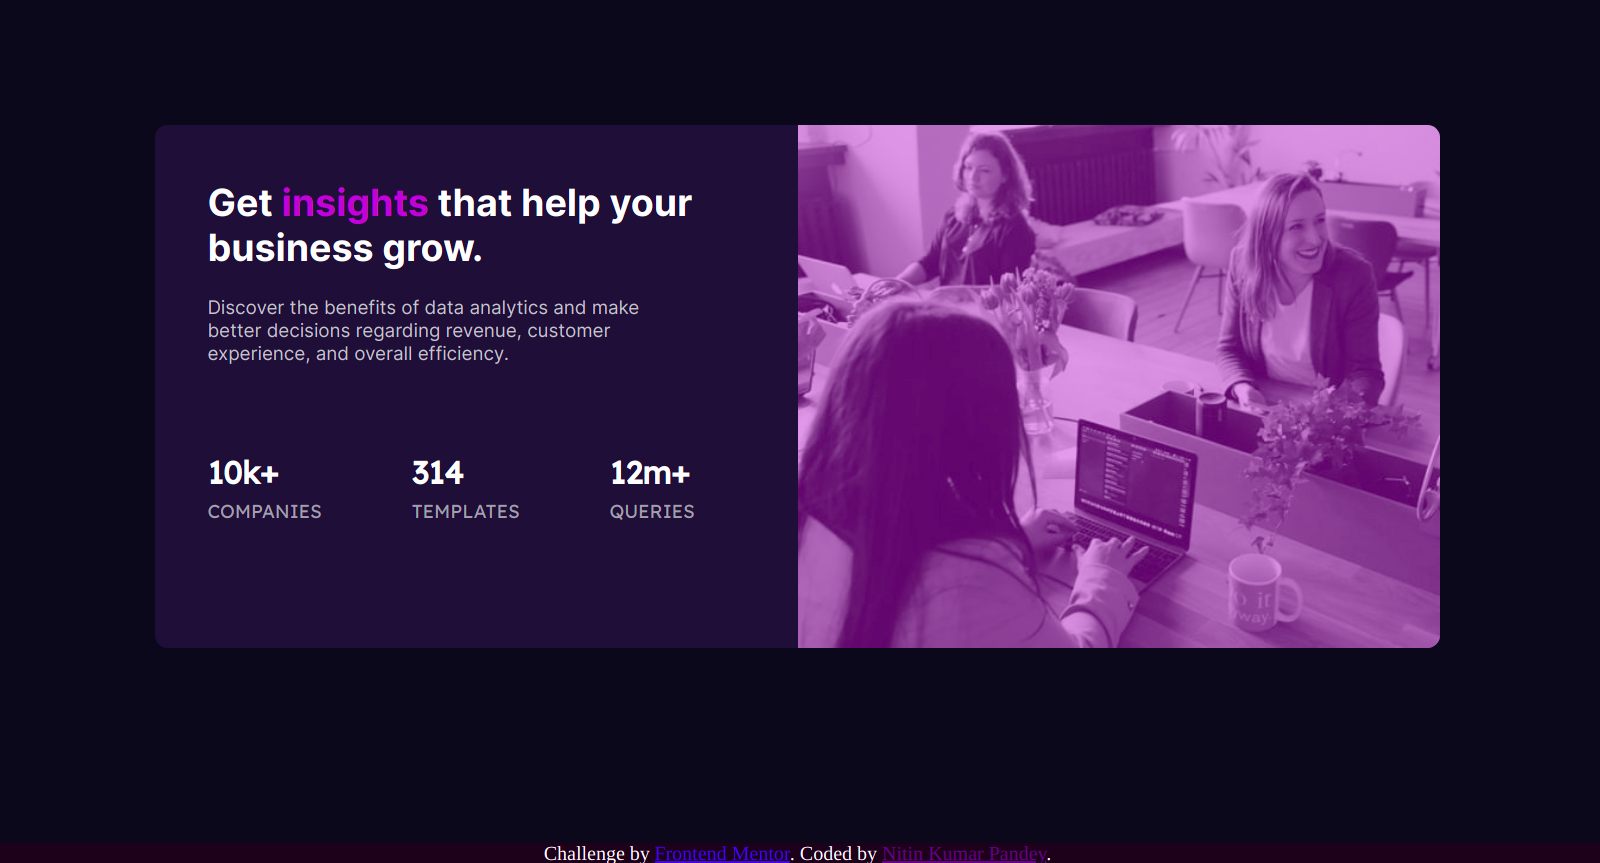 Get insights that help your
business grow.
Discover the benefits of data analytics and make
better decisions regarding revenue, customer
experience, and overall efficiency.
10k+ 314 12m+
COMPANIES TEMPLATES QUERIES
it
way
Challenge by Frontend Mentor. Coded by Nitin Kumar Pandey.